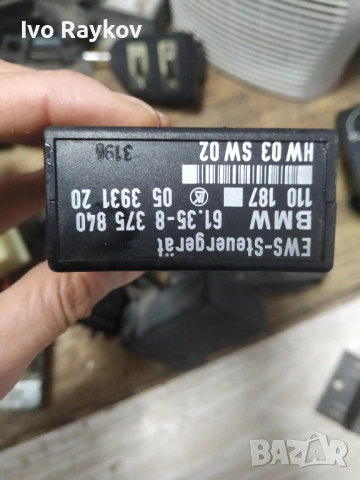 Ivo Raykov
EWS-Steuergerät
BMW 61.35-8 375 840
110 187 05 3931 20
HW 03 SW 02
3196
BAZAR